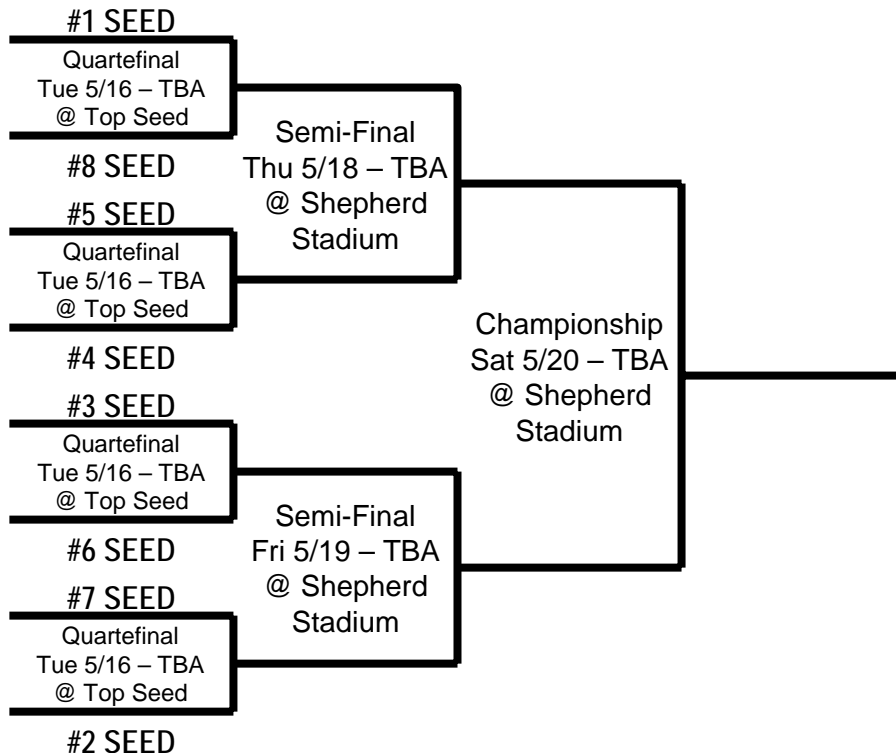 #1 SEED
Quartefinal
Tue 5/16 – TBA
@ Top Seed
#8 SEED
Semi-Final
Thu 5/18 – TBA
@ Shepherd
Stadium
#5 SEED
Quartefinal
Tue 5/16 – TBA
@ Top Seed
#4 SEED
Championship
Sat 5/20 – TBA
@ Shepherd
Stadium
#3 SEED
Quartefinal
Tue 5/16 – TBA
@ Top Seed
#6 SEED
Semi-Final
Fri 5/19 – TBA
@ Shepherd
Stadium
#7 SEED
Quartefinal
Tue 5/16 – TBA
@ Top Seed
#2 SEED